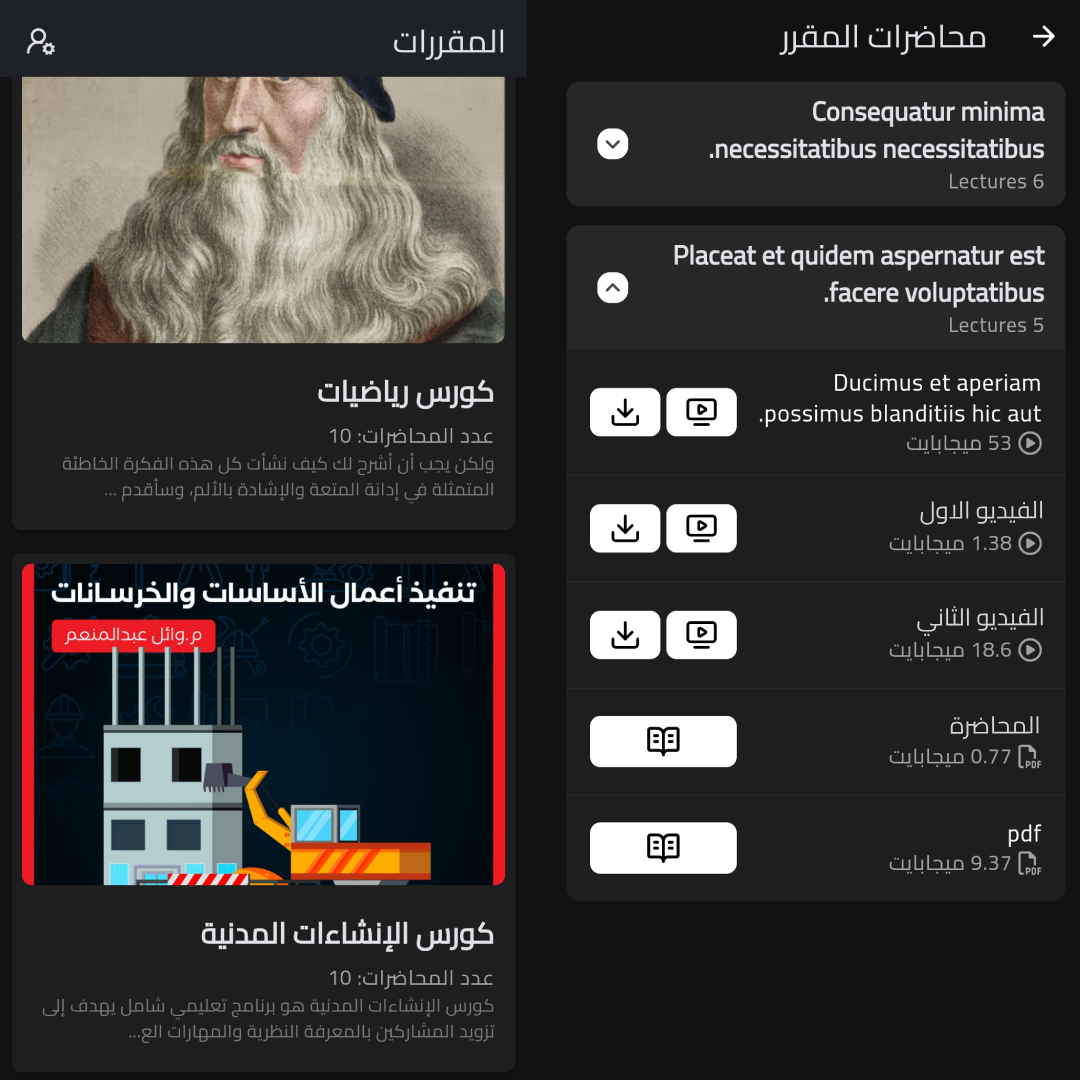 المقررات
كورس رياضيات
عدد المحاضرات: 10
ولكن يجب أن أشرح لك كيف نشأت كل هذه الفكرة الخاطئة
المتمثلة في إدانة المتعة والإشادة بالألم، وسأقدم ...
تنفيذ أعمال الأساسات والخرسانات
م.وائل عبدالمنعم
كورس الإنشاءات المدنية
عدد المحاضرات: 10
كورس الإنشاءات المدنية هو برنامج تعليمي شامل يهدف إلى
تزويد المشاركين بالمعرفة النظرية والمهارات الع...
محاضرات المقرر
Consequatur minima
.necessitatibus necessitatibus
Lectures 6
Placeat et quidem aspernatur est
.facere voluptatibus
Lectures 5
Ducimus et aperiam
.possimus blanditiis hic aut
53 ميجابايت
الفيديو الاول
1.38 ميجابايت
الفيديو الثاني
18.6 ميجابايت
المحاضرة
0.77 ميجابايت
PDF
pdf
9.37 ميجابايت
PDF